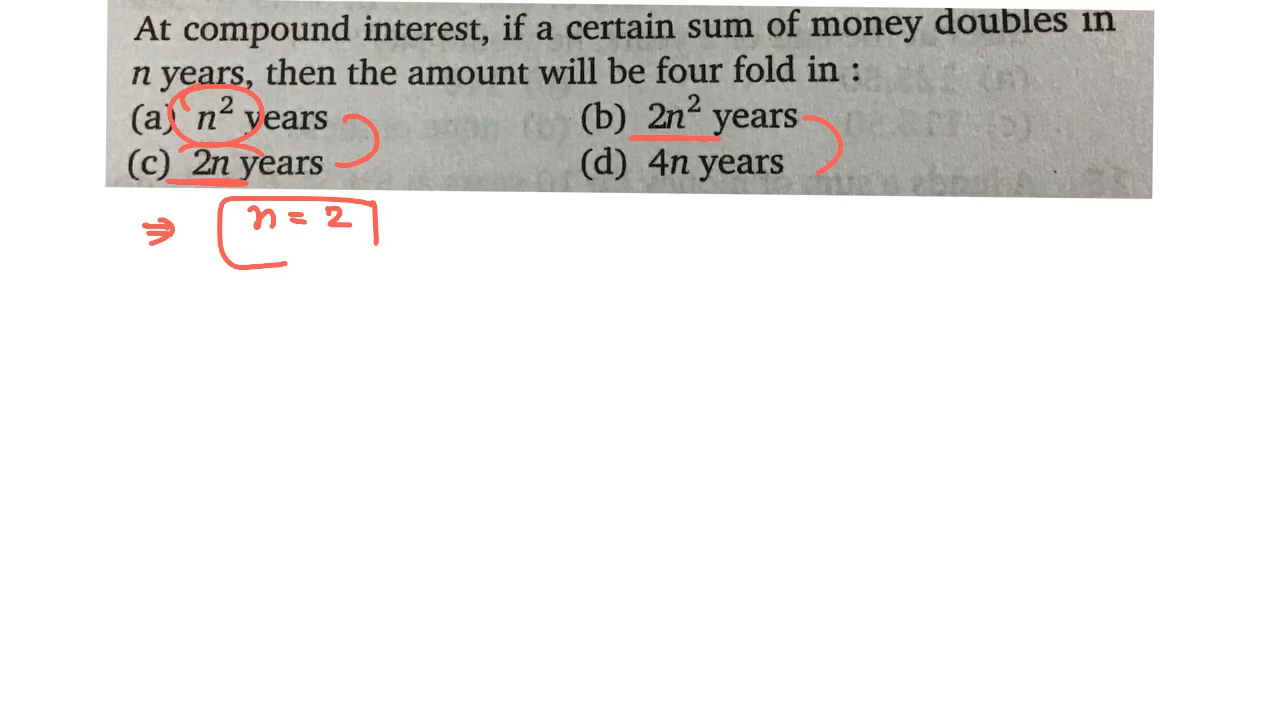 At compound interest, if a certain sum of money doubles in
n years, then the amount will be four fold in :
(a) n² years (b) 2n² years
(c) 2n years (d) 4n years
⇒ n = 2